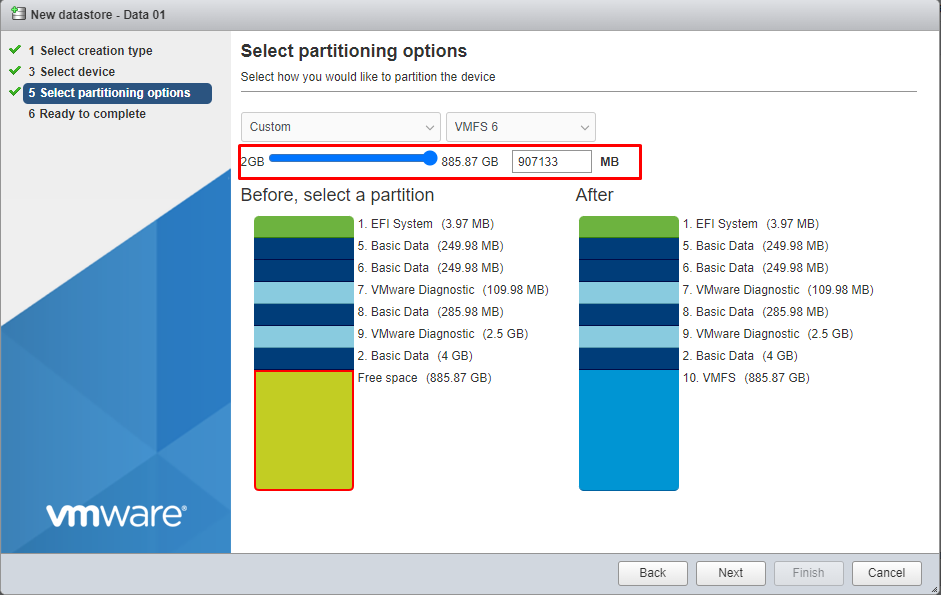 New datastore - Data 01
1 Select creation type
3 Select device
5 Select partitioning options
6 Ready to complete
vmware®
Select partitioning options
Select how you would like to partition the device
Custom
VMFS 6
2GB 885.87 GB 907133 MB
Before, select a partition
1. EFI System (3.97 MB)
5. Basic Data (249.98 MB)
6. Basic Data (249.98 MB)
7. VMware Diagnostic (109.98 MB)
8. Basic Data (285.98 MB)
9. VMware Diagnostic (2.5 GB)
2. Basic Data (4 GB)
Free space (885.87 GB)
After
1. EFI System (3.97 MB)
5. Basic Data (249.98 MB)
6. Basic Data (249.98 MB)
7. VMware Diagnostic (109.98 MB)
8. Basic Data (285.98 MB)
9. VMware Diagnostic (2.5 GB)
2. Basic Data (4 GB)
10. VMFS (885.87 GB)
Back
Next
Finish
Cancel